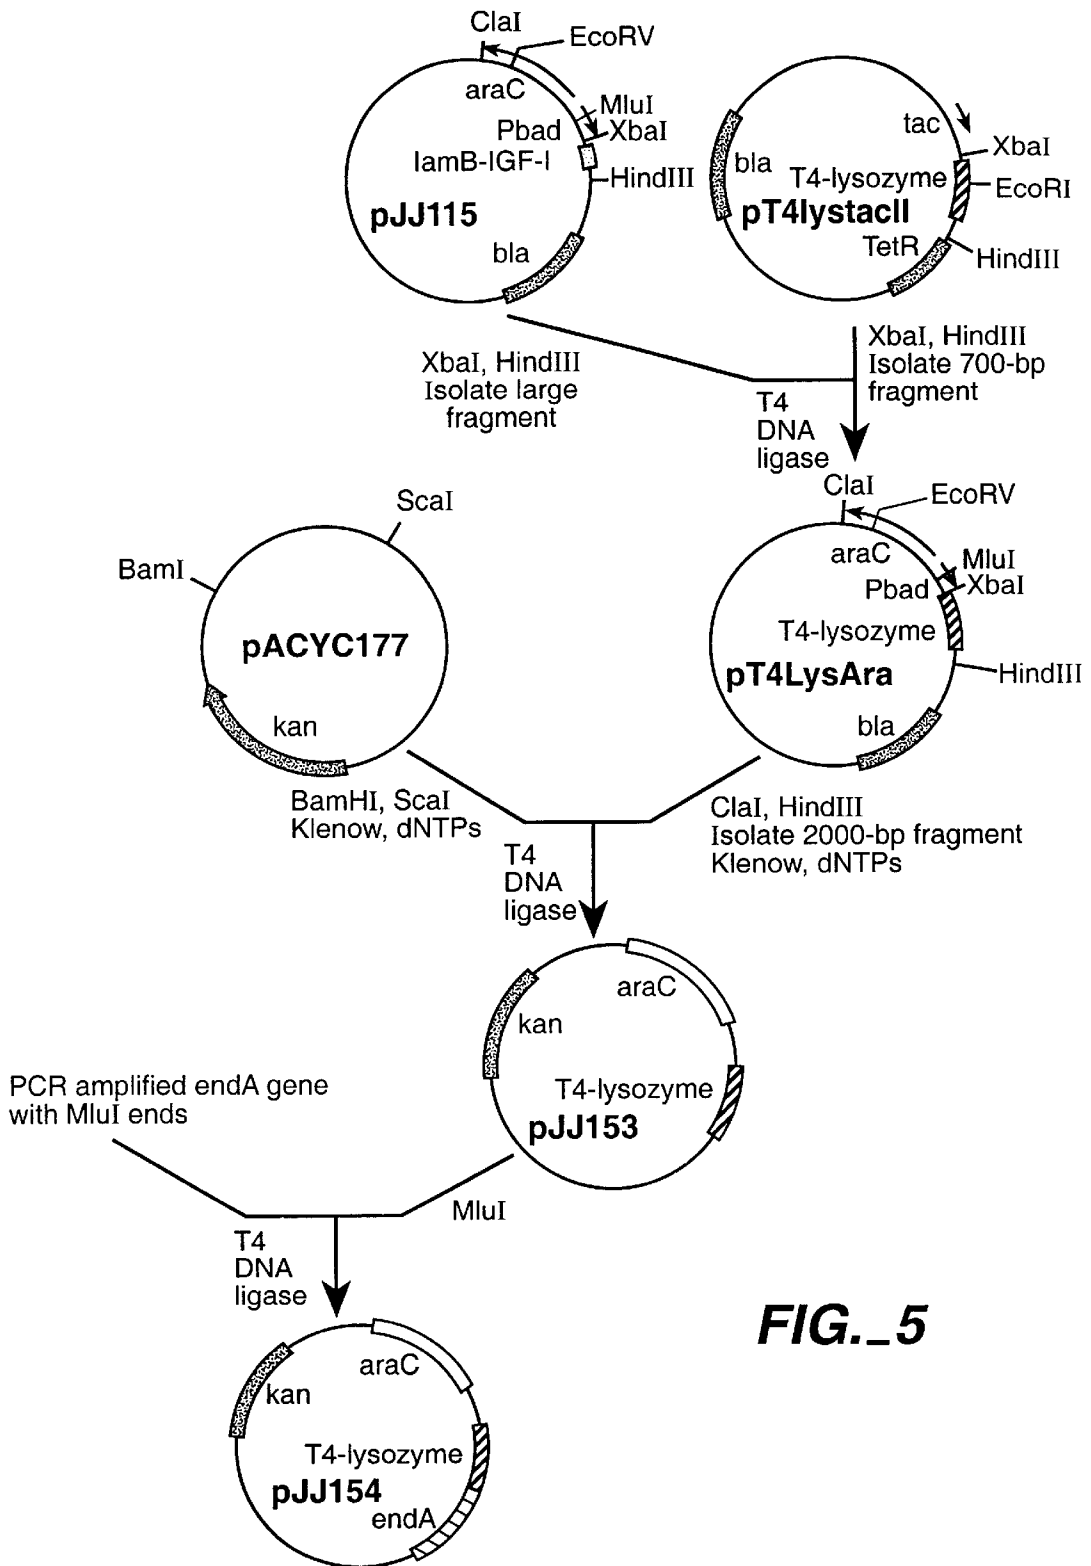 ClaI
EcoRV
araC
MluI
Pbad
XbaI
lamB-IGF-I
HindIII
pJJ115
bla
tac
XbaI
bla
T4-lysozyme
EcoRI
pT4lystacII
TetR
HindIII
XbaI, HindIII
Isolate large
fragment
XbaI, HindIII
Isolate 700-bp
fragment
T4
DNA
ligase
ScaI
BamI
pACYC177
kan
ClaI
EcoRV
araC
MluI
Pbad
XbaI
T4-lysozyme
pT4LysAra
HindIII
bla
BamHI, ScaI
Klenow, dNTPs
ClaI, HindIII
Isolate 2000-bp fragment
Klenow, dNTPs
T4
DNA
ligase
araC
kan
T4-lysozyme
pJJ153
PCR amplified endA gene
with MluI ends
MluI
T4
DNA
ligase
araC
kan
T4-lysozyme
pJJ154
endA
FIG._5